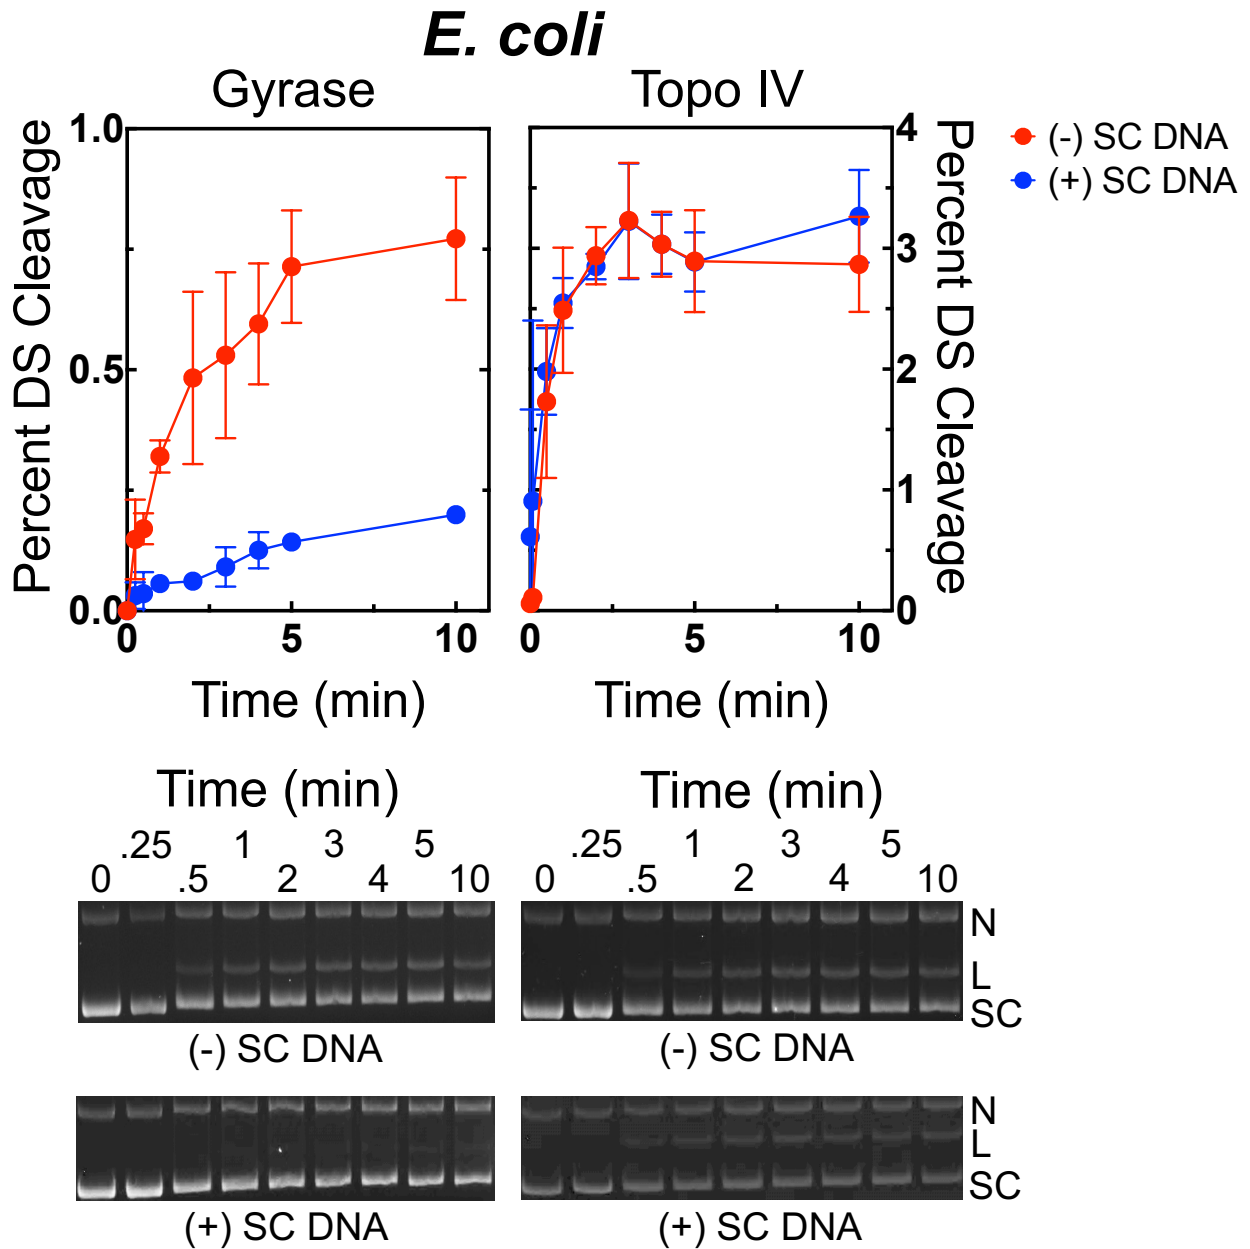 E. coli
Gyrase
Topo IV
Percent DS Cleavage
1.0
0.5
0.0
0 5 10
Time (min)
4
3
2
1
0
0 5 10
Time (min)
Percent DS Cleavage
(-) SC DNA
(+) SC DNA
Time (min)
.25 1 3 5
0 .5 2 4 10
(-) SC DNA
(+) SC DNA
Time (min)
.25 1 3 5
0 .5 2 4 10
N
L
SC
(-) SC DNA
N
L
SC
(+) SC DNA